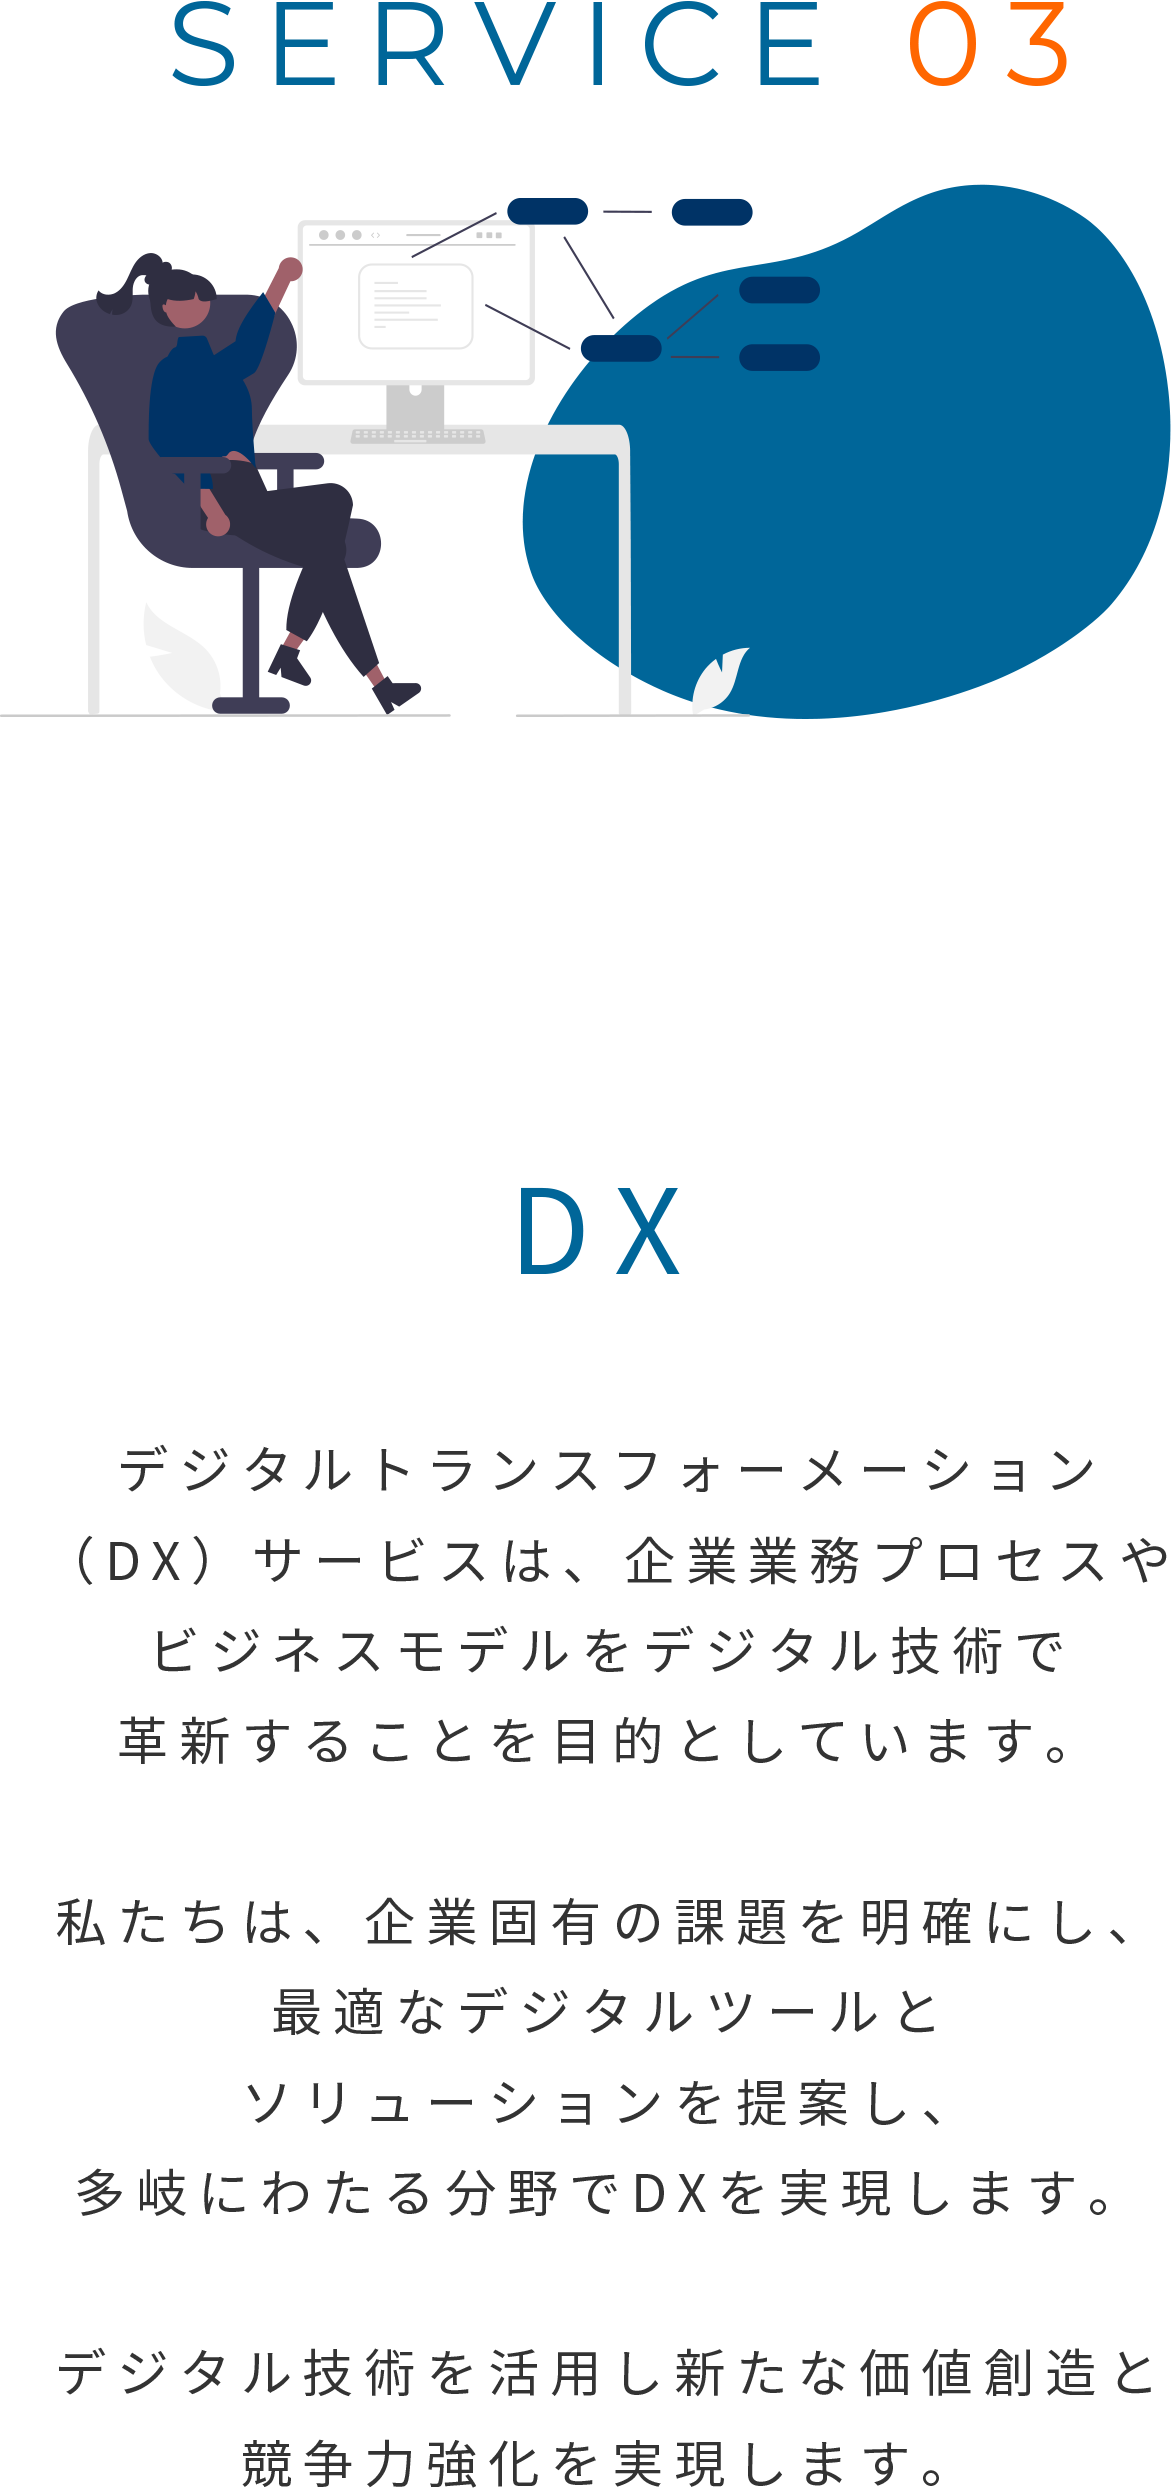 SERVICE 03
DX
デジタルトランスフォーメーション
（DX）サービスは、企業業務プロセスや
ビジネスモデルをデジタル技術で
革新することを目的としています。
私たちは、企業固有の課題を明確にし、
最適なデジタルツールと
ソリューションを提案し、
多岐にわたる分野でDXを実現します。
デジタル技術を活用し新たな価値創造と
競争力強化を実現します。